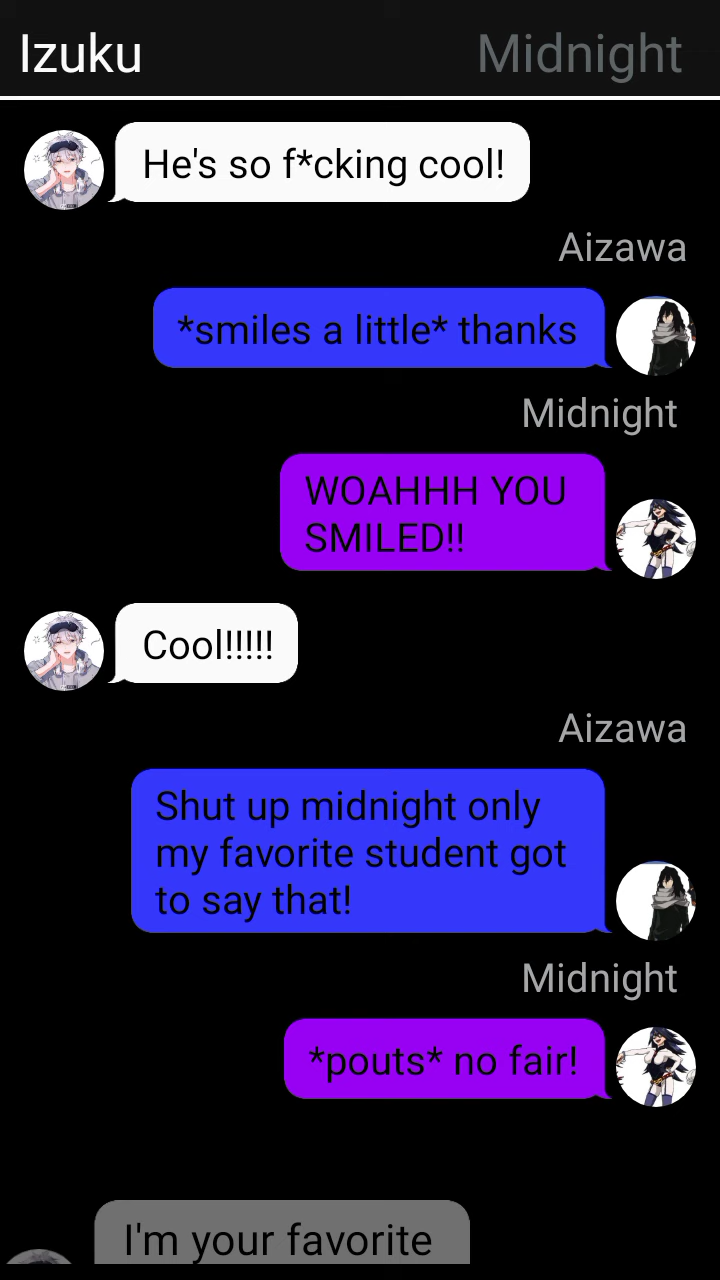 Izuku Midnight
He's so f*cking cool!
Aizawa
*smiles a little* thanks
Midnight
WOAHHH YOU
SMILED!!
Cool!!!!!
Aizawa
Shut up midnight only
my favorite student got
to say that!
Midnight
*pouts* no fair!
I'm your favorite